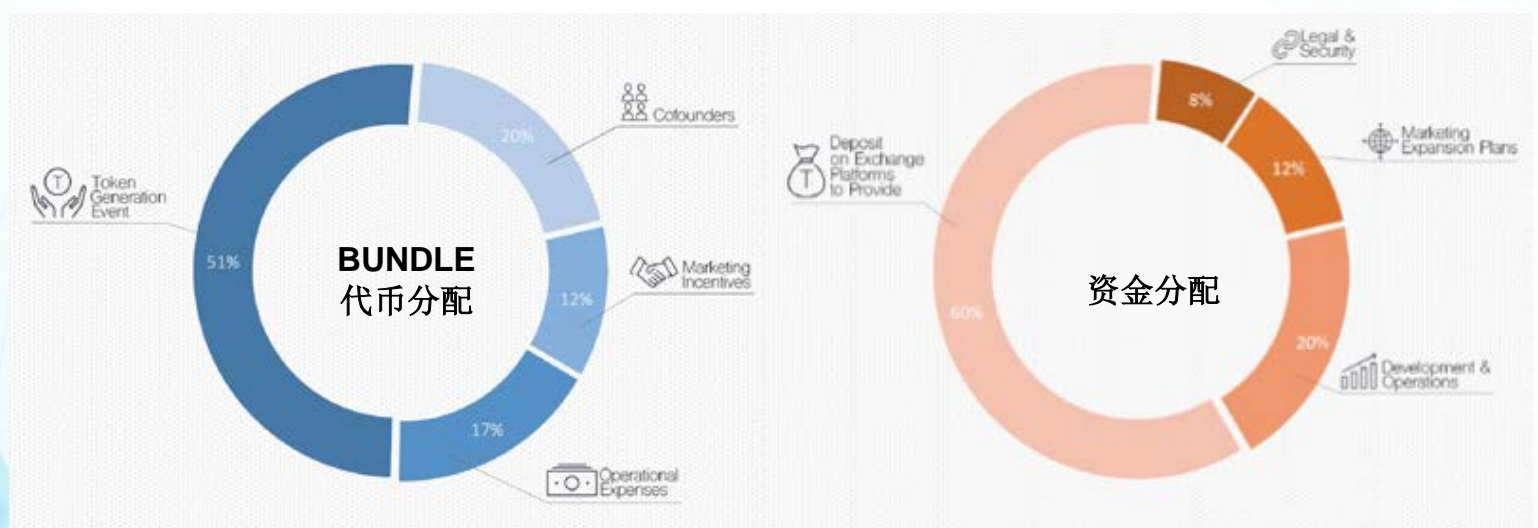 20%
Cofounders
Token
Generation
Event
51%
BUNDLE
代币分配
Marketing
Incentives
12%
17%
Operational
Expenses
Legal &
Security
8%
Marketing
Expansion Plans
12%
Deposit
on Exchange
Platforms
to Provide
60%
资金分配
20%
Development &
Operations
T
T